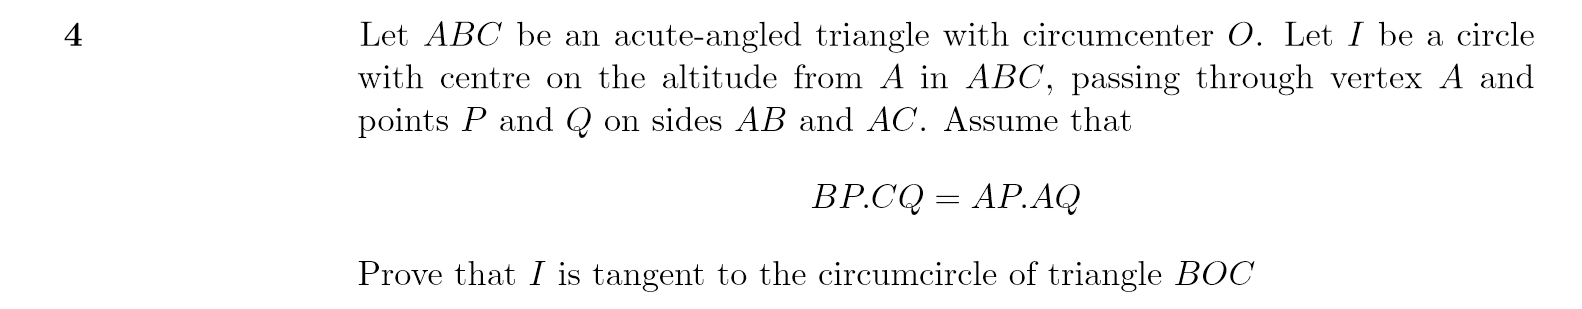 4 Let ABC be an acute-angled triangle with circumcenter O. Let I be a circle
with centre on the altitude from A in ABC, passing through vertex A and
points P and Q on sides AB and AC. Assume that
BP.CQ = AP.AQ
Prove that I is tangent to the circumcircle of triangle BOC